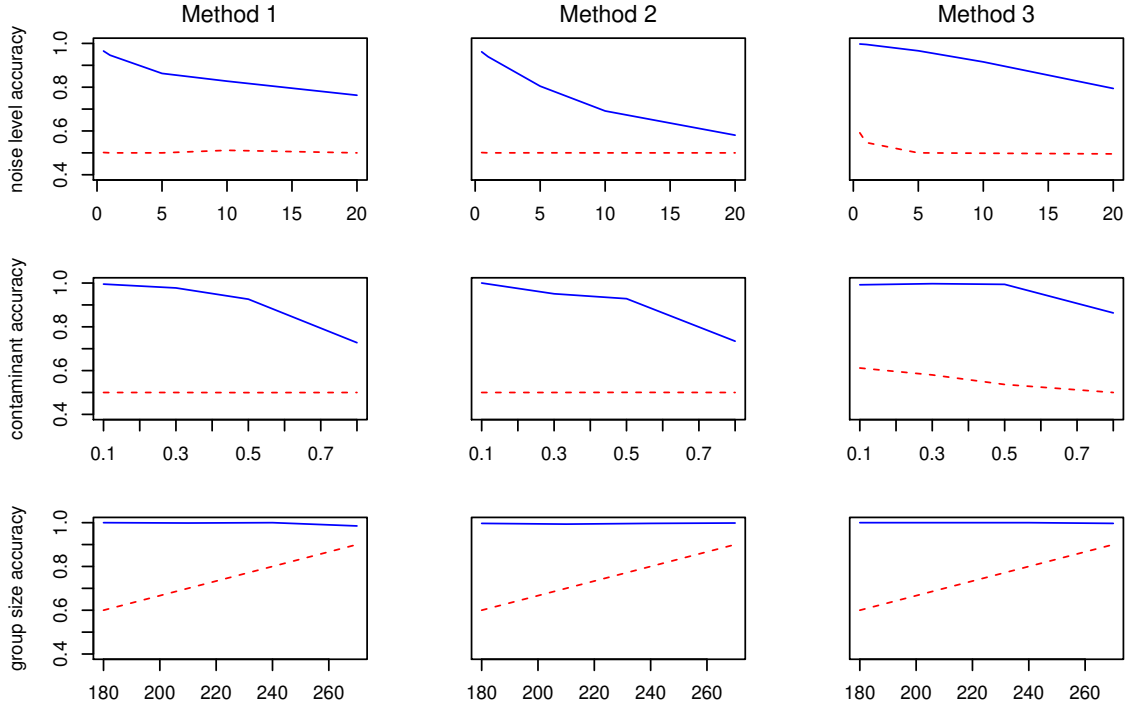 Method 1 Method 2 Method 3
noise level accuracy
1.0
0.8
0.6
0.4
0 5 10 15 20 0 5 10 15 20 0 5 10 15 20
contaminant accuracy
1.0
0.8
0.6
0.4
0.1 0.3 0.5 0.7 0.1 0.3 0.5 0.7 0.1 0.3 0.5 0.7
group size accuracy
1.0
0.8
0.6
0.4
180 200 220 240 260 180 200 220 240 260 180 200 220 240 260